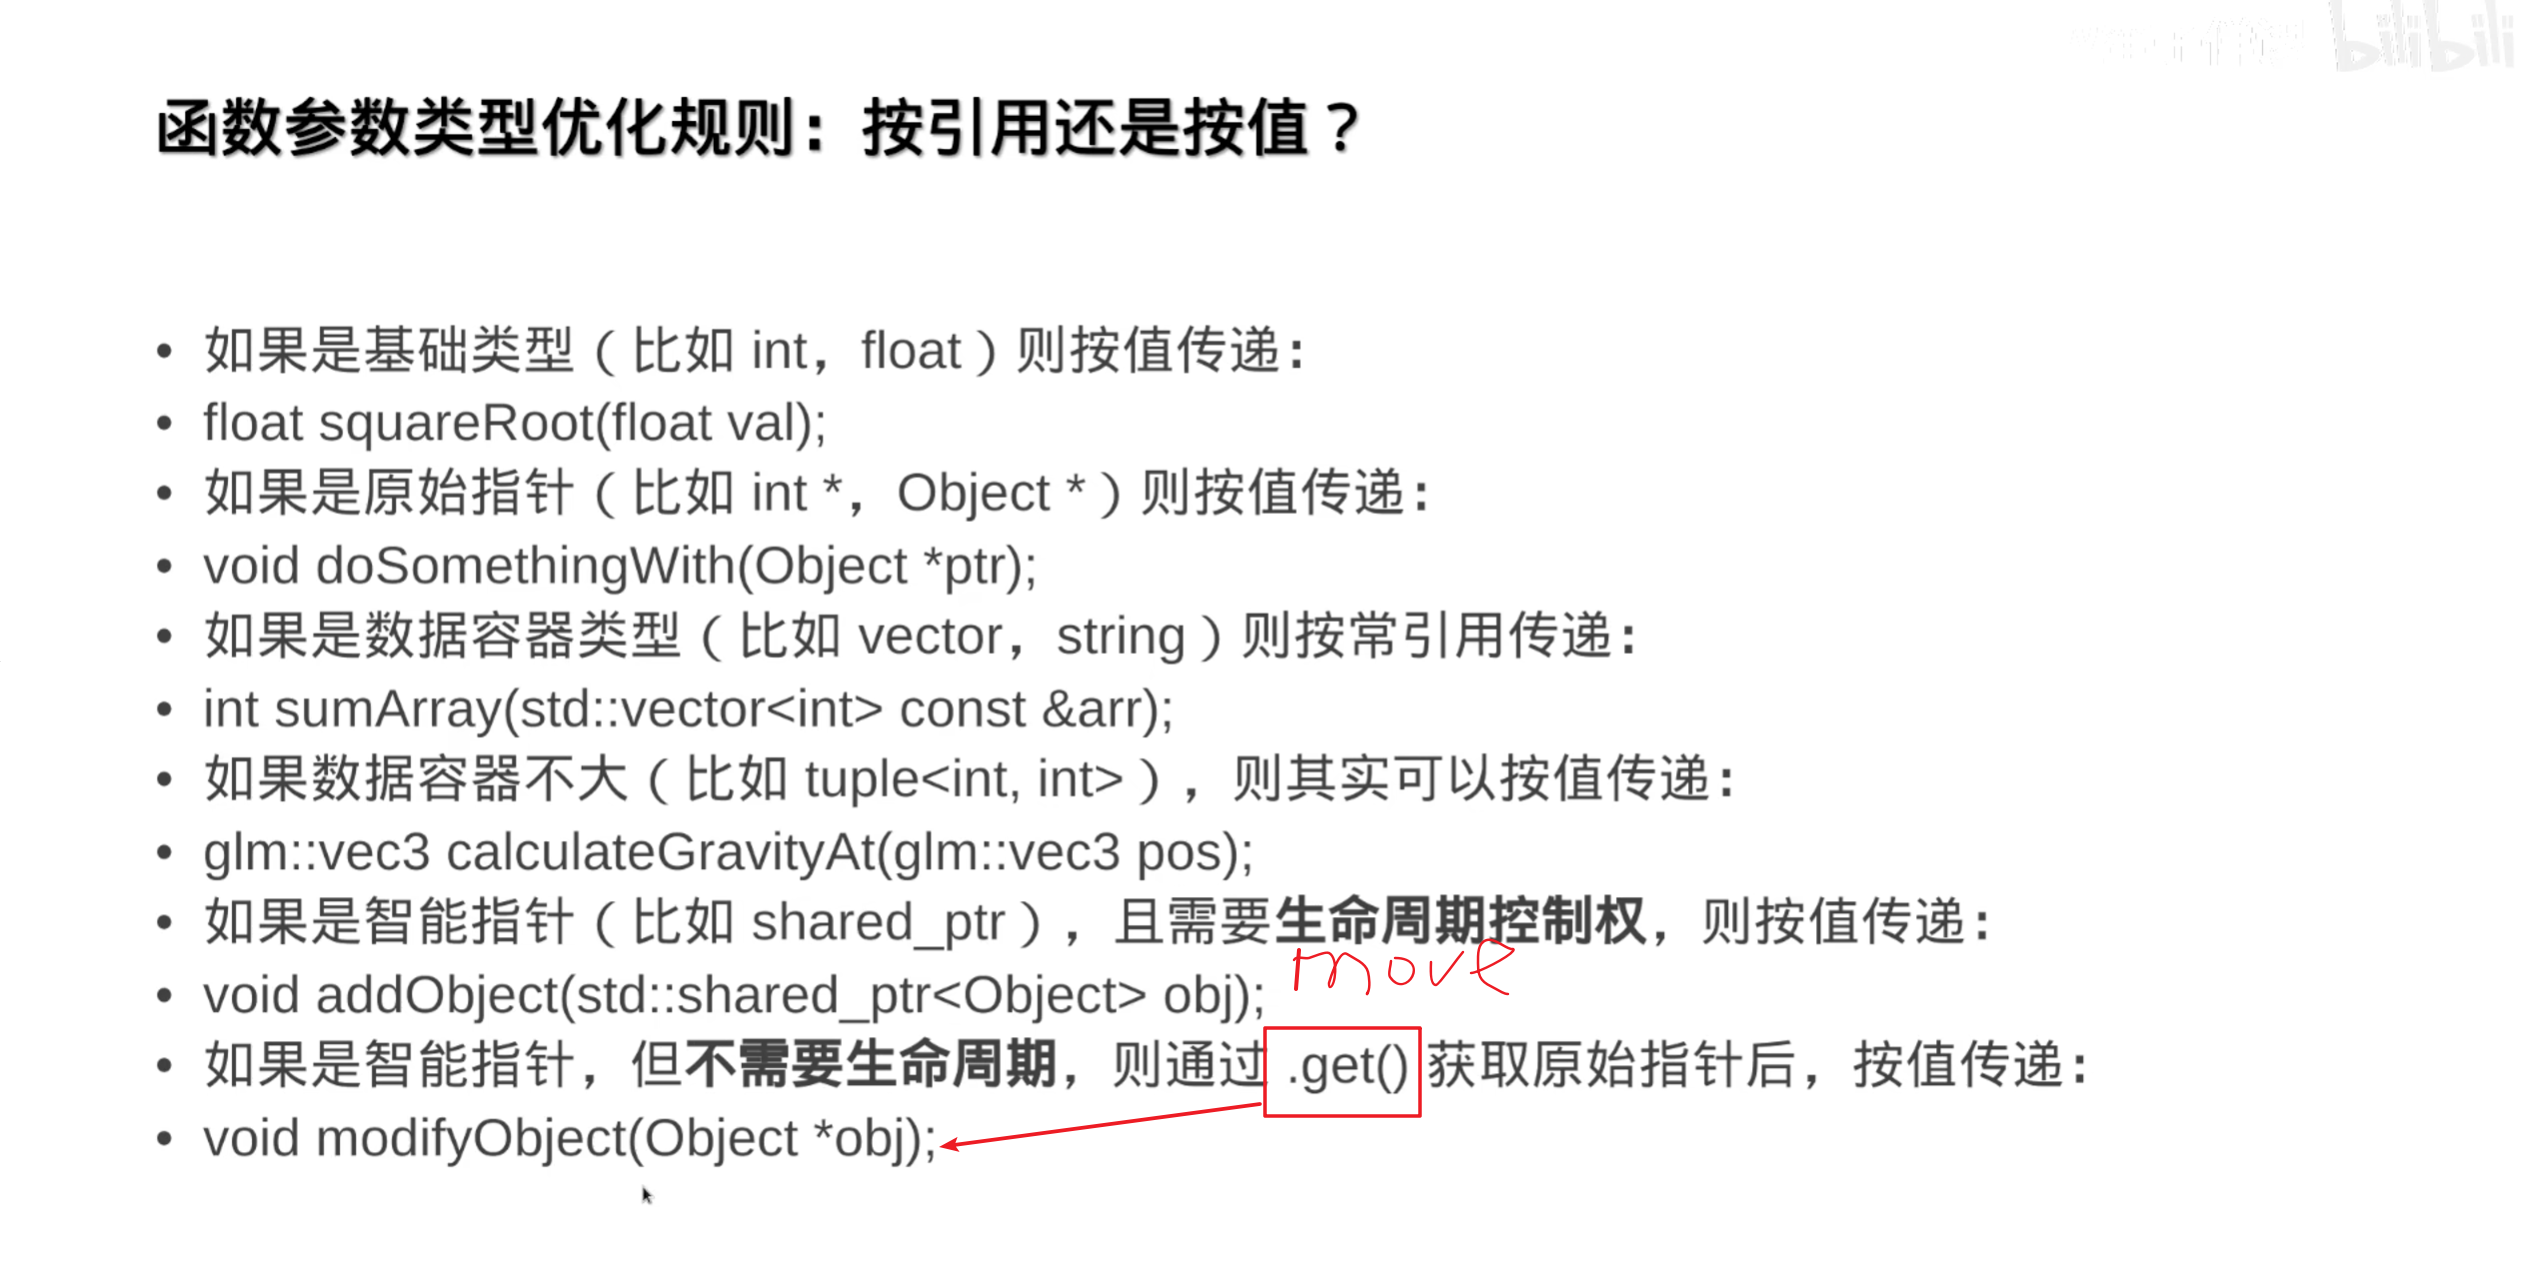 bilibili
函数参数类型优化规则：按引用还是按值？
• 如果是基础类型（比如 int，float）则按值传递：
• float squareRoot(float val);
• 如果是原始指针（比如 int *，Object *）则按值传递：
• void doSomethingWith(Object *ptr);
• 如果是数据容器类型（比如 vector，string）则按常引用传递：
• int sumArray(std::vector<int> const &arr);
• 如果数据容器不大（比如 tuple<int, int>），则其实可以按值传递：
• glm::vec3 calculateGravityAt(glm::vec3 pos);
• 如果是智能指针（比如 shared_ptr），且需要生命周期控制权，则按值传递：
• void addObject(std::shared_ptr<Object> obj); move
• 如果是智能指针，但不需要生命周期，则通过 .get() 获取原始指针后，按值传递：
• void modifyObject(Object *obj);